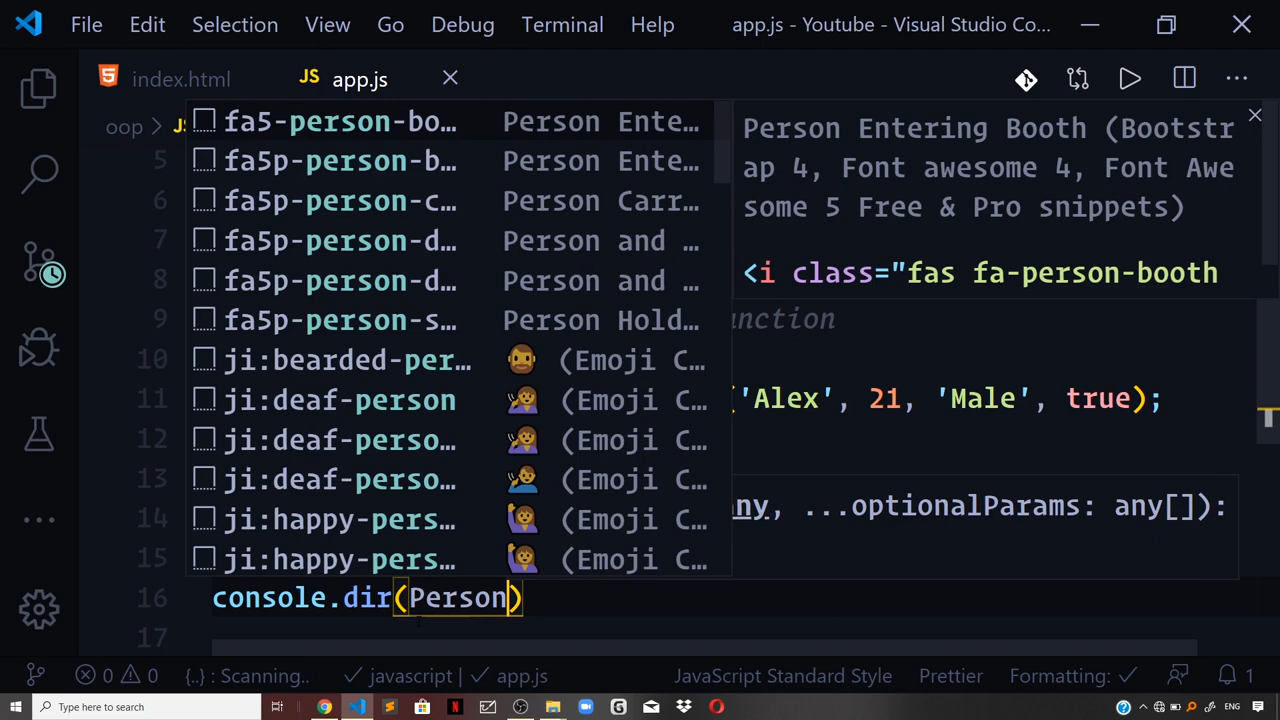 File Edit Selection View Go Debug Terminal Help app.js - Youtube - Visual Studio Co...
index.html JS app.js
oop > JS
5
6
7
8
9
10
11
12
13
14
15
16
17
fa5-person-bo... Person Ente...
fa5p-person-b... Person Ente...
fa5p-person-c... Person Carr...
fa5p-person-d... Person and ...
fa5p-person-d... Person and ...
fa5p-person-s... Person Hold...
ji:bearded-per... (Emoji C...
ji:deaf-person (Emoji C...
ji:deaf-perso... (Emoji C...
ji:deaf-perso... (Emoji C...
ji:happy-pers... (Emoji C...
ji:happy-pers... (Emoji C...
Person Entering Booth (Bootstr
ap 4, Font awesome 4, Font Awe
some 5 Free & Pro snippets)
<i class="fas fa-person-booth
unction
('Alex', 21, 'Male', true);
any, ...optionalParams: any[]):
console.dir(Person)
0 0 {..} : Scanning.. javascript | app.js JavaScript Standard Style Prettier Formatting: 1
Type here to search ENG